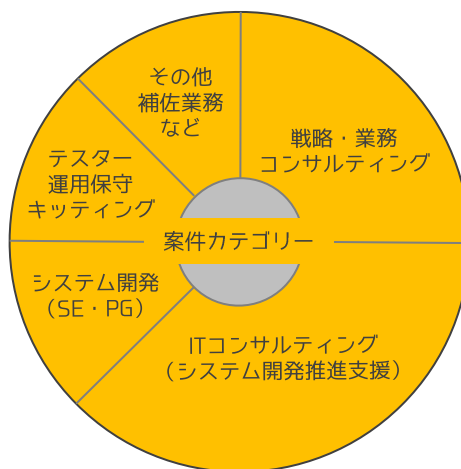 その他
補佐業務
など
戦略・業務
コンサルティング
テスター
運用保守
キッティング
案件カテゴリー
システム開発
（SE・PG）
ITコンサルティング
（システム開発推進支援）